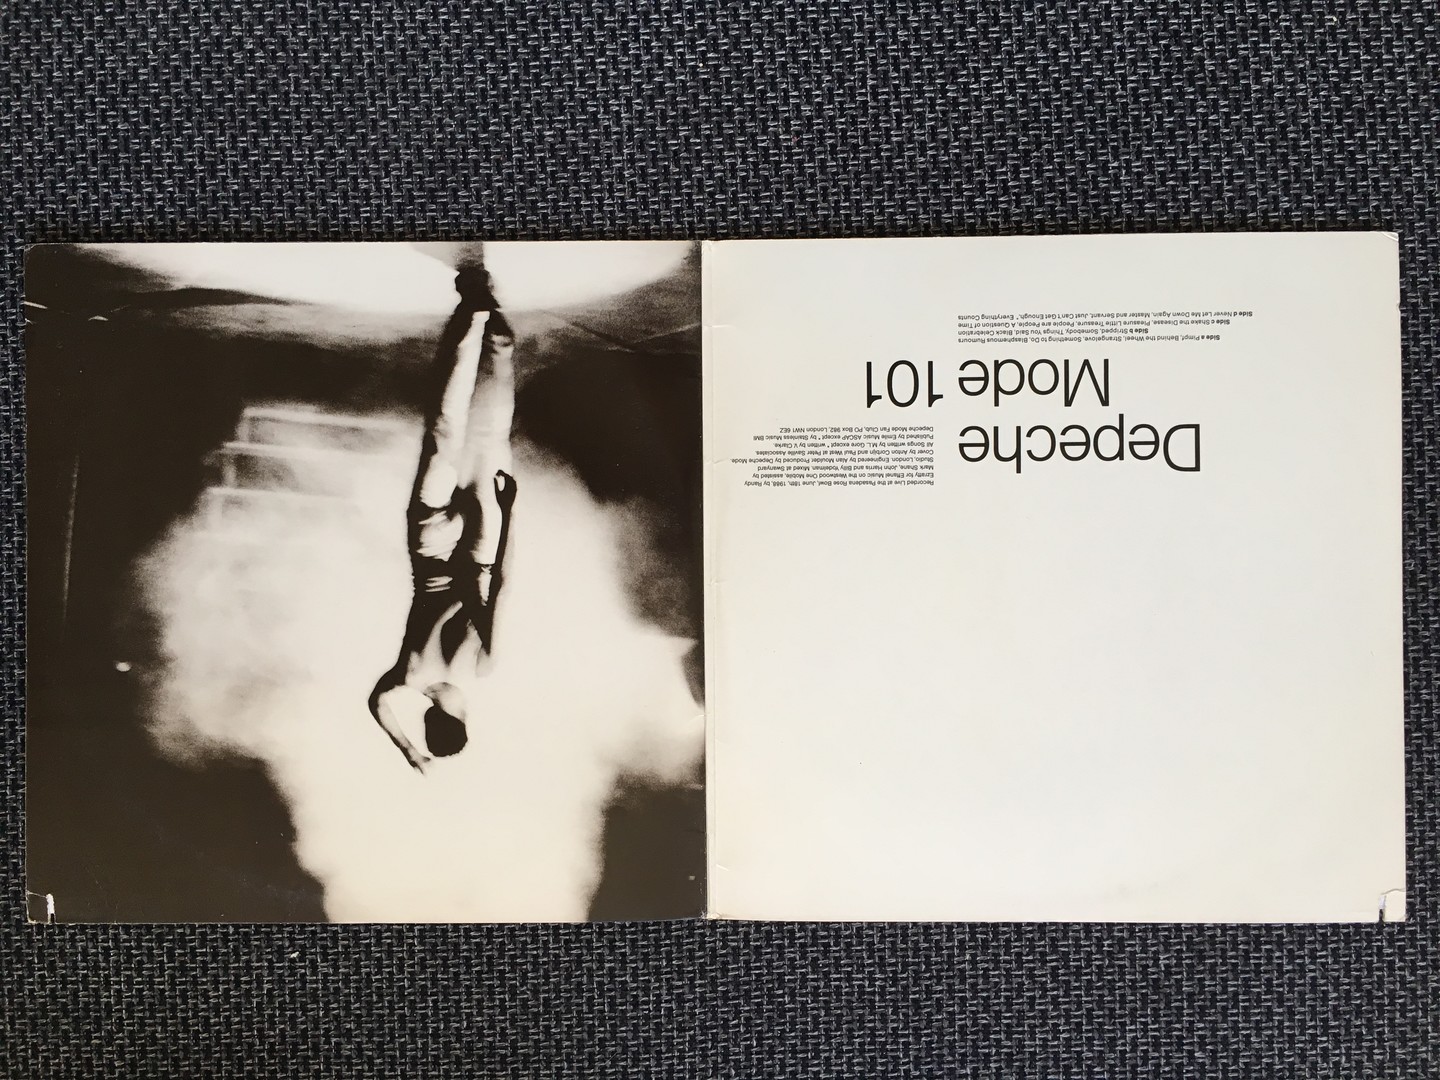 Depeche
Mode 101
Recorded Live at the Pasadena Rose Bowl, June 18th, 1988, by Randy
Ezratty for Effanel Music on the Westwood One Mobile, assisted by
Mark Shane, John Harris and Billy Yodelman. Mixed at Swanyard
Studio, London. Engineered by Alan Moulder. Produced by Depeche Mode.
Cover by Anton Corbijn and Paul West at Peter Saville Associates.
All Songs written by M.L. Gore except * written by V. Clarke.
Published by Emile Music ASCAP except * by Stainless Music BMI
Depeche Mode Fan Club, PO Box 982, London NW1 6EZ.
Side a Pimpf, Behind the Wheel, Strangelove, Something to Do, Blasphemous Rumours
Side b Stripped, Somebody, Things You Said, Black Celebration
Side c Shake the Disease, Pleasure Little Treasure, People are People, A Question of Time
Side d Never Let Me Down Again, Master and Servant, Just Can't Get Enough,* Everything Counts